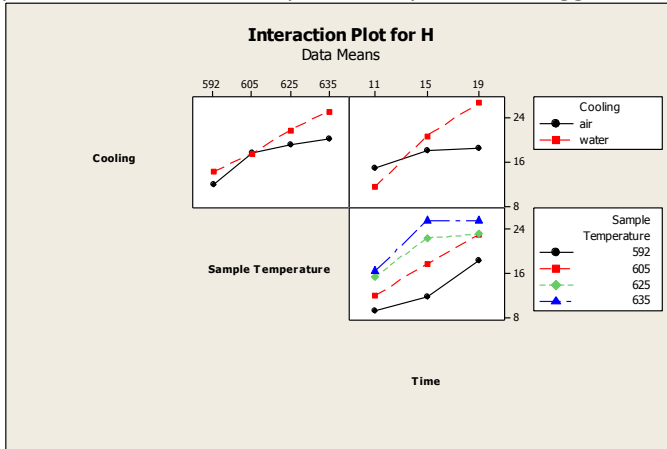 Interaction Plot for H
Data Means
592 605 625 635 11 15 19
Cooling
24
16
8
Cooling
air
water
Sample Temperature
24
16
8
Sample
Temperature
592
605
625
635
Time